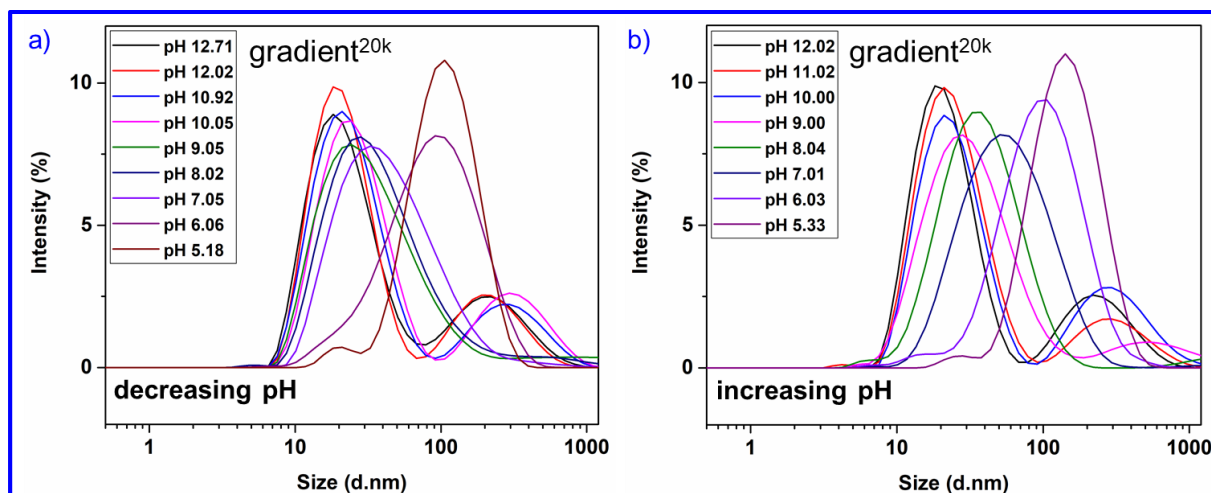 a)
gradient20k
pH 12.71
pH 12.02
pH 10.92
pH 10.05
pH 9.05
pH 8.02
pH 7.05
pH 6.06
pH 5.18
10
5
0
Intensity (%)
decreasing pH
1 10 100 1000
Size (d.nm)
b)
gradient20k
pH 12.02
pH 11.02
pH 10.00
pH 9.00
pH 8.04
pH 7.01
pH 6.03
pH 5.33
10
5
0
Intensity (%)
increasing pH
1 10 100 1000
Size (d.nm)